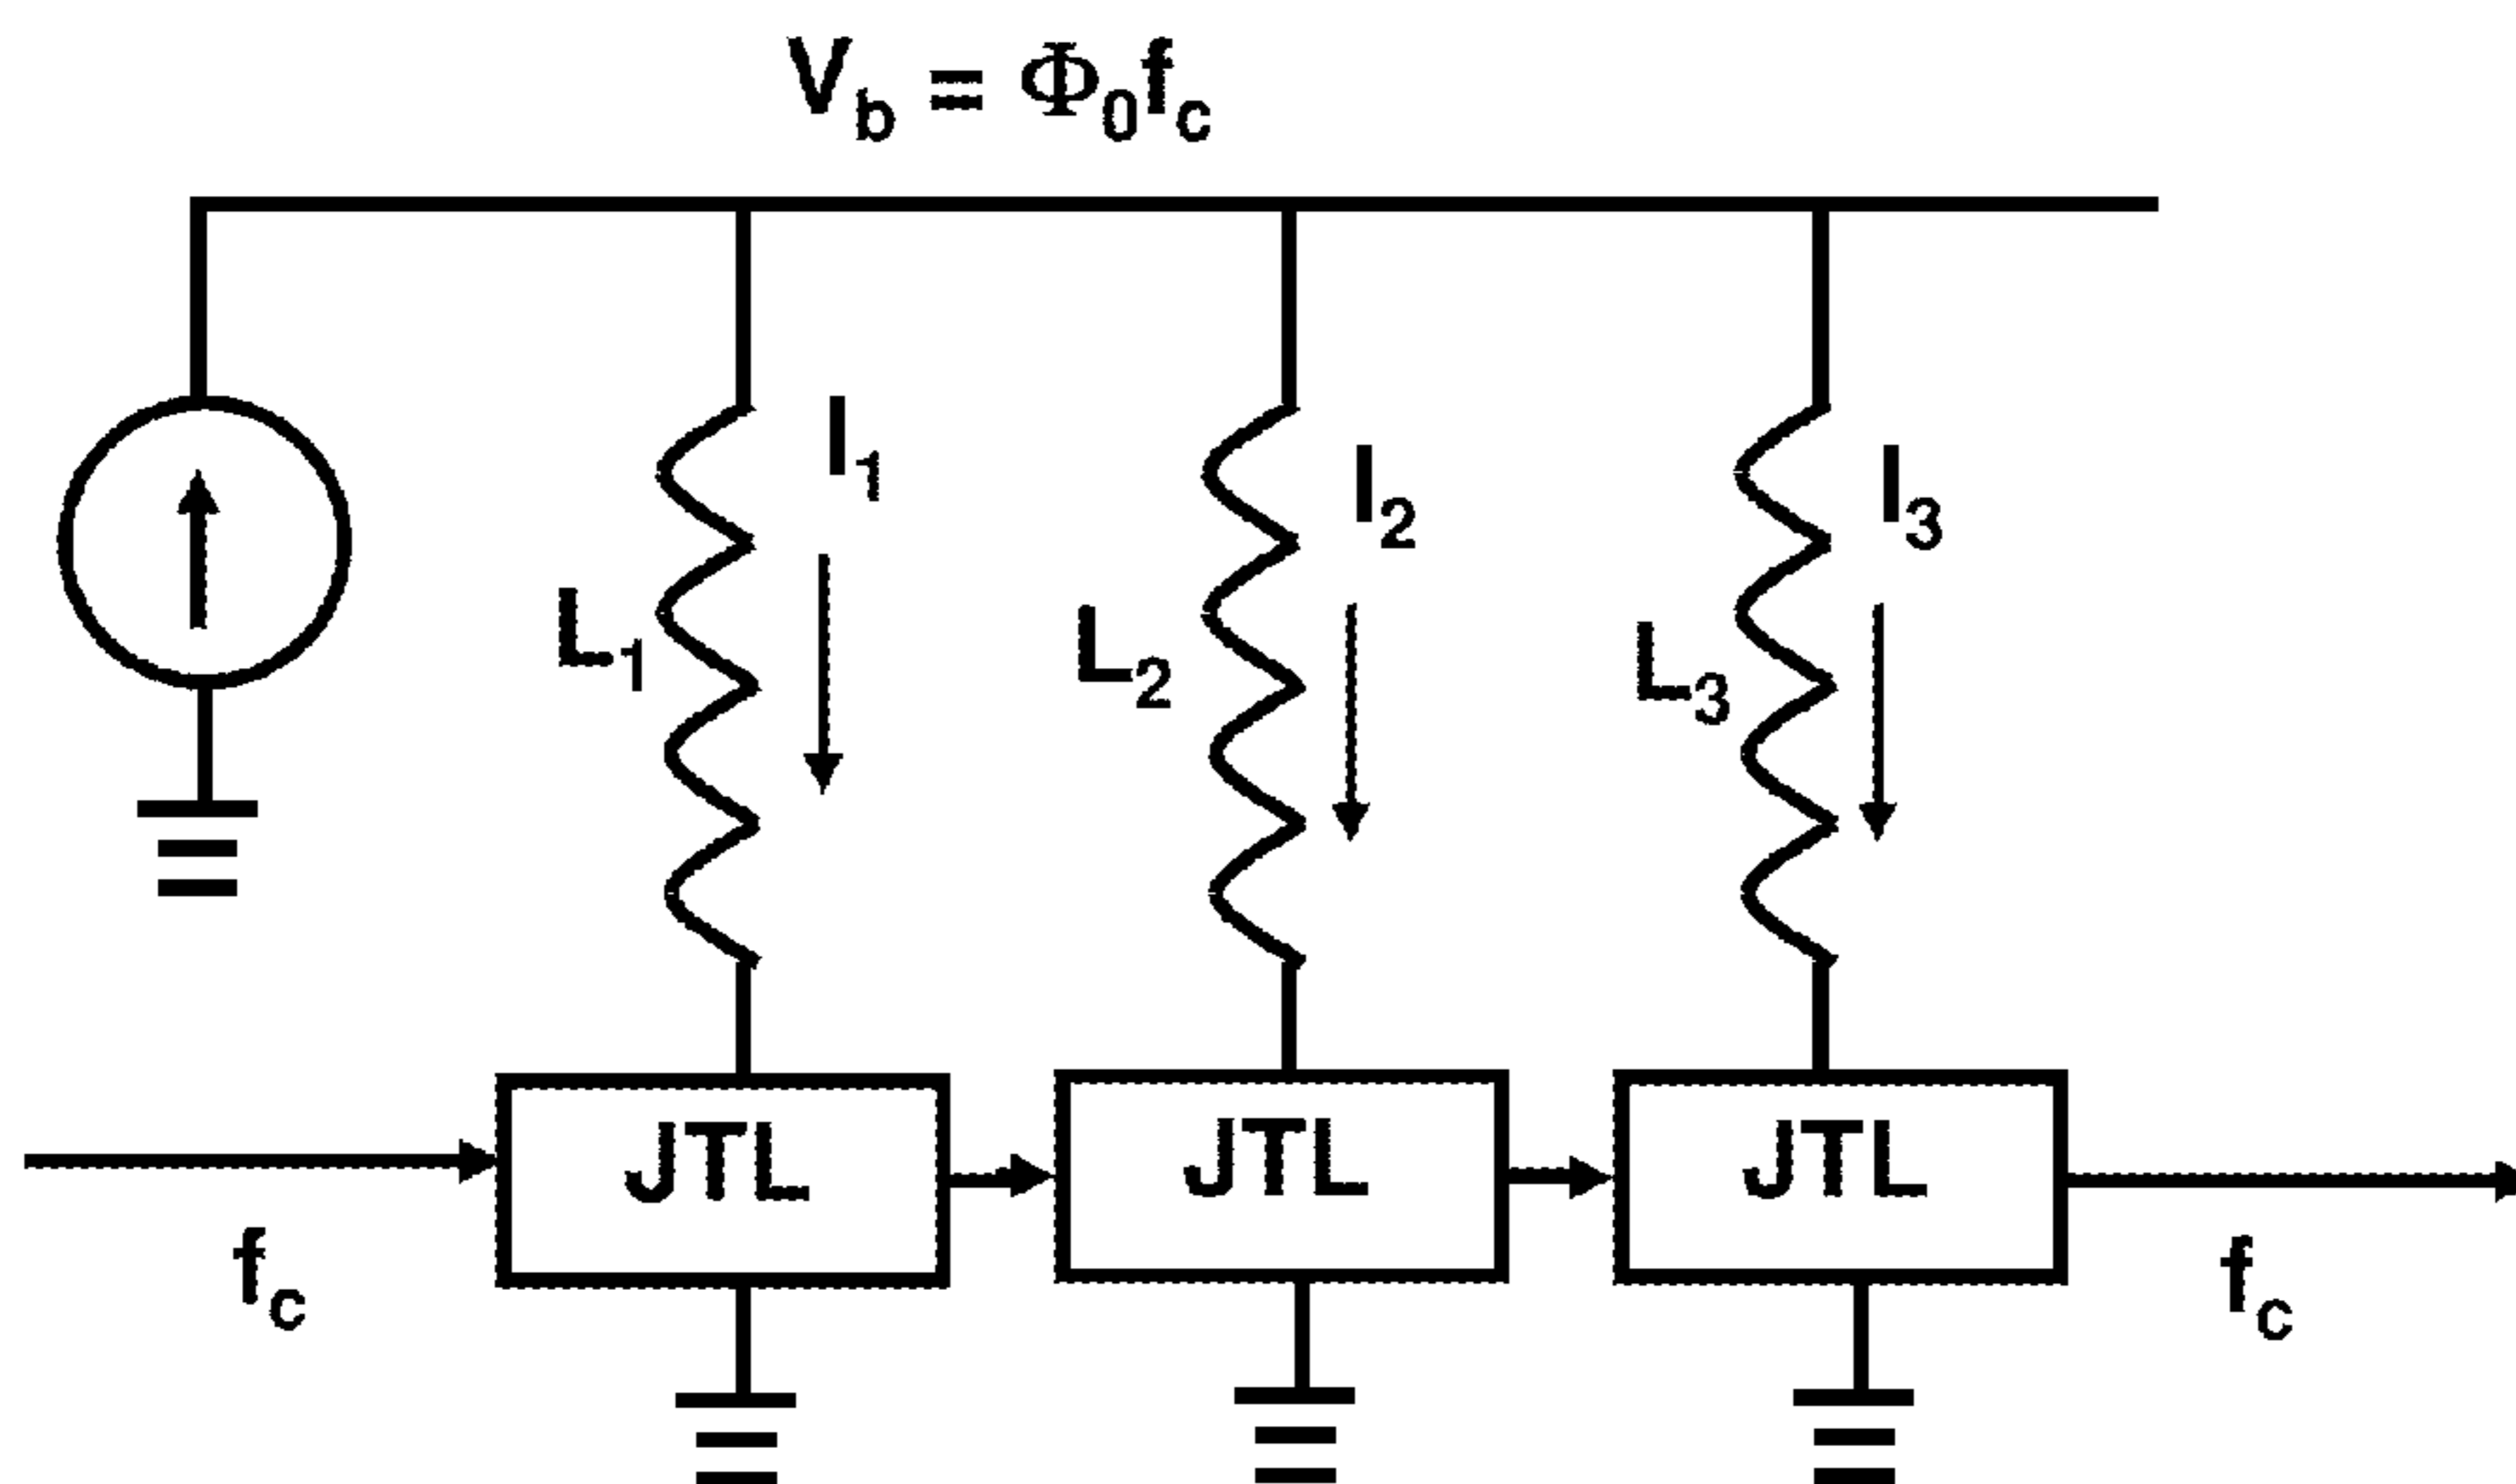 V_b = Φ_0f_c
I_1
I_2
I_3
L_1
L_2
L_3
JTL
JTL
JTL
f_c
f_c